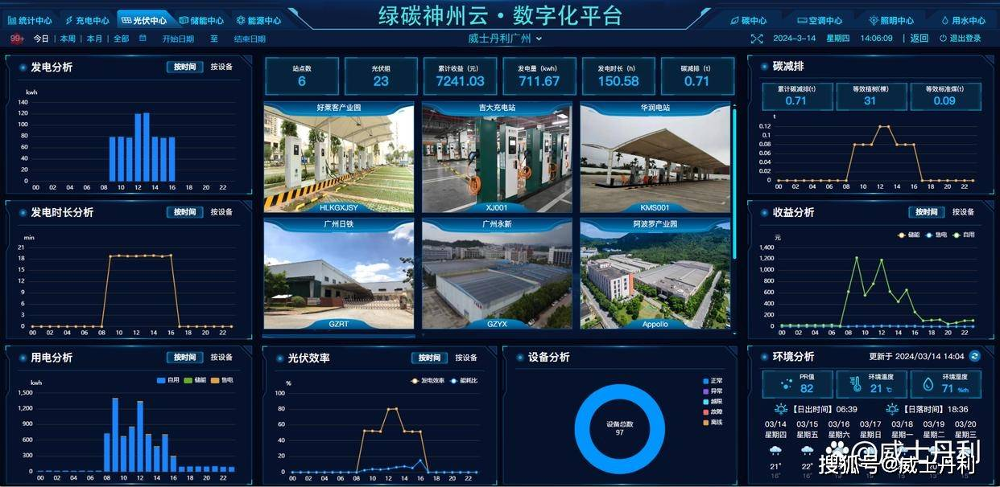 绿碳神州云·数字化平台
统计中心 充电中心 光伏中心 储能中心 能源中心
碳中心 空调中心 照明中心 用水中心
99+ 今日 | 本周 | 本月 | 全部 开始日期 至 结束日期
威士丹利广州
2024-3-14 星期四 14:06:09 | 返回 退出登录
发电分析 按时间 按设备
kwh
140
120
100
80
60
40
20
0
00 02 04 06 08 10 12 14 16 18 20 22
发电时长分析 按时间 按设备
min
21
18
15
12
9
6
3
0
00 02 04 06 08 10 12 14 16 18 20 22
用电分析 按时间 按设备
kwh 自用 储能 售电
1,500
1,200
900
600
300
0
00 02 04 06 08 10 12 14 16 18 20 22
站点数 光伏组 累计收益（元） 发电量（kwh） 发电时长（h） 碳减排（t）
6 23 7241.03 711.67 150.58 0.71
好莱客产业园 吉大充电站 华润电站
HLKGXJSY XJ001 KMS001
广州日铁 广州永新 阿波罗产业园
GZRT GZYX Appollo
光伏效率 按时间 按设备
% 发电效率 能耗比
100
80
60
40
20
0
00 02 04 06 08 10 12 14 16 18 20 22
设备分析
设备总数
97
正常
异常
越限
故障
离线
碳减排
累计碳减排(t) 等效植树(棵) 等效标准煤(t)
0.71 31 0.09
t
0.12
0.1
0.08
0.06
0.04
0.02
0
00 02 04 06 08 10 12 14 16 18 20 22
收益分析 按时间 按设备
元 储能 售电 自用
1,400
1,200
1,000
800
600
400
200
0
00 02 04 06 08 10 12 14 16 18 20 22
环境分析 更新于 2024/03/14 14:04
PR值 环境温度 环境湿度
82 21 ℃ 71 %rh
【日出时间】06:39 【日落时间】18:36
03/14 03/15 03/16 03/17 03/18 03/19 03/20
星期四 星期五 星期六 星期日 星期一 星期二 星期三
21° 22°
@威士丹利
搜狐号@威士丹利